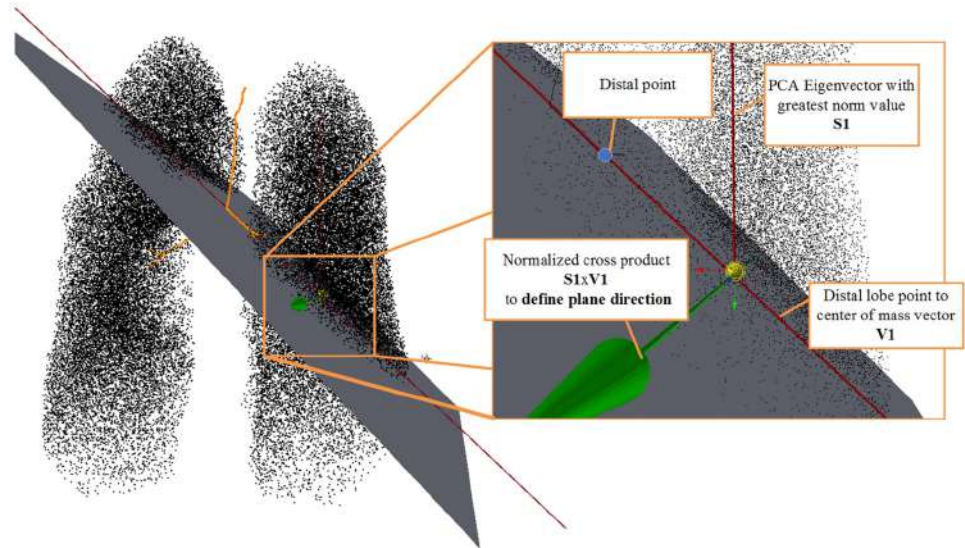 Distal point
PCA Eigenvector with
greatest norm value
S1
Normalized cross product
S1xV1
to define plane direction
Distal lobe point to
center of mass vector
V1